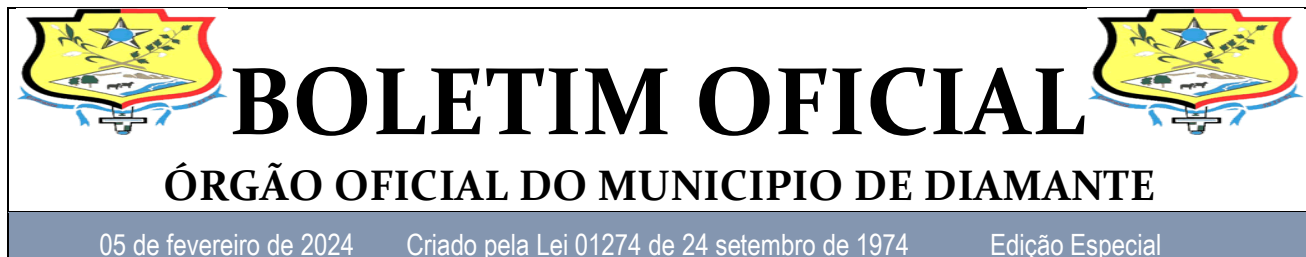 BOLETIM OFICIAL
ÓRGÃO OFICIAL DO MUNICIPIO DE DIAMANTE
05 de fevereiro de 2024 Criado pela Lei 01274 de 24 setembro de 1974 Edição Especial